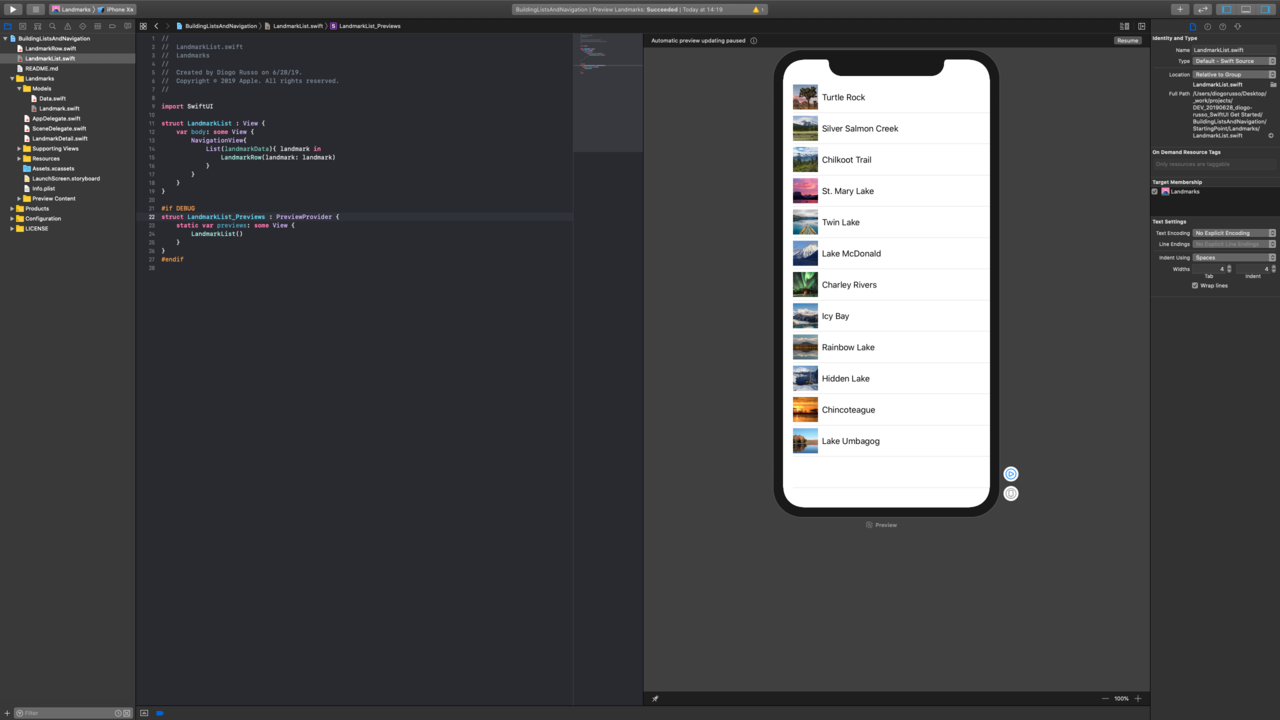 Landmarks 〉 iPhone Xʀ
BuildingListsAndNavigation | Preview Landmarks: Succeeded | Today at 14:19
1
BuildingListsAndNavigation
LandmarkRow.swift
LandmarkList.swift
README.md
Landmarks
Models
Data.swift
Landmark.swift
AppDelegate.swift
SceneDelegate.swift
LandmarkDetail.swift
Supporting Views
Resources
Assets.xcassets
LaunchScreen.storyboard
Info.plist
Preview Content
Products
Configuration
LICENSE
Filter
BuildingListsAndNavigation 〉 LandmarkList.swift 〉 S LandmarkList_Previews
1 //
2 // LandmarkList.swift
3 // Landmarks
4 //
5 // Created by Diogo Russo on 6/28/19.
6 // Copyright © 2019 Apple. All rights reserved.
7 //
8
9 import SwiftUI
10
11 struct LandmarkList : View {
12 var body: some View {
13 NavigationView{
14 List(landmarkData){ landmark in
15 LandmarkRow(landmark: landmark)
16 }
17 }
18 }
19 }
20
21 #if DEBUG
22 struct LandmarkList_Previews : PreviewProvider {
23 static var previews: some View {
24 LandmarkList()
25 }
26 }
27 #endif
28
Automatic preview updating paused
Resume
Turtle Rock
Silver Salmon Creek
Chilkoot Trail
St. Mary Lake
Twin Lake
Lake McDonald
Charley Rivers
Icy Bay
Rainbow Lake
Hidden Lake
Chincoteague
Lake Umbagog
Preview
100%
Identity and Type
Name LandmarkList.swift
Type Default - Swift Source
Location Relative to Group
LandmarkList.swift
Full Path /Users/diogorusso/Desktop/
_work/projects/
DEV_20190628_diogo-
russo_SwiftUI Get Started/
BuildingListsAndNavigation/
StartingPoint/Landmarks/
LandmarkList.swift
On Demand Resource Tags
Only resources are taggable
Target Membership
Landmarks
Text Settings
Text Encoding No Explicit Encoding
Line Endings No Explicit Line Endings
Indent Using Spaces
Widths 4 4
Tab Indent
Wrap lines